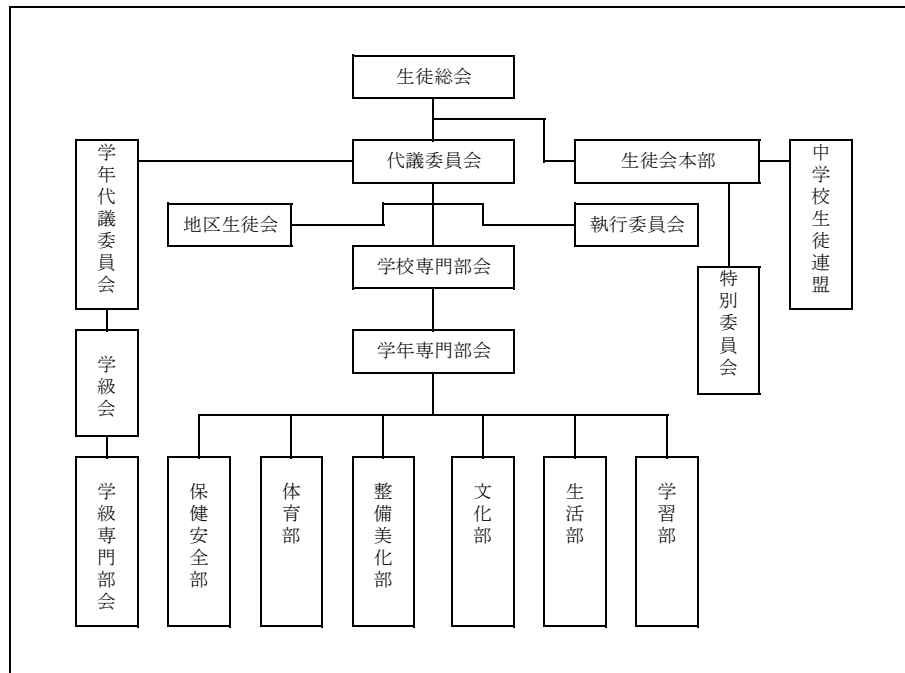 生徒総会
学年代議委員会
代議委員会
生徒会本部
中学校生徒連盟
地区生徒会
執行委員会
学校専門部会
特別委員会
学級会
学年専門部会
学級専門部会
保健安全部
体育部
整備美化部
文化部
生活部
学習部